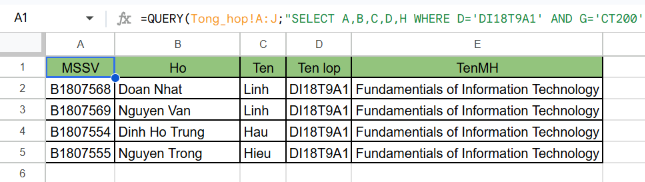 A1 fx =QUERY(Tong_hop!A:J;"SELECT A,B,C,D,H WHERE D='DI18T9A1' AND G='CT200'
A B C D E
1 MSSV Ho Ten Ten lop TenMH
2 B1807568 Doan Nhat Linh DI18T9A1 Fundamentials of Information Technology
3 B1807569 Nguyen Van Linh DI18T9A1 Fundamentials of Information Technology
4 B1807554 Dinh Ho Trung Hau DI18T9A1 Fundamentials of Information Technology
5 B1807555 Nguyen Trong Hieu DI18T9A1 Fundamentials of Information Technology
6